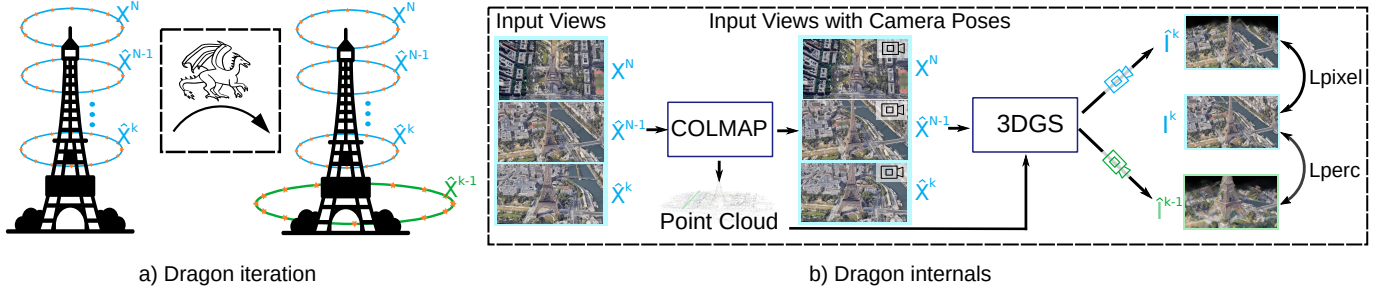 X^N
X̂^N-1
X̂^k
X^N
X̂^N-1
X̂^k
X̂^k-1
a) Dragon iteration
Input Views
X^N
X̂^N-1
X̂^k
COLMAP
Point Cloud
Input Views with Camera Poses
X^N
X̂^N-1
X̂^k
3DGS
Î^k
I^k
Î^k-1
Lpixel
Lperc
b) Dragon internals